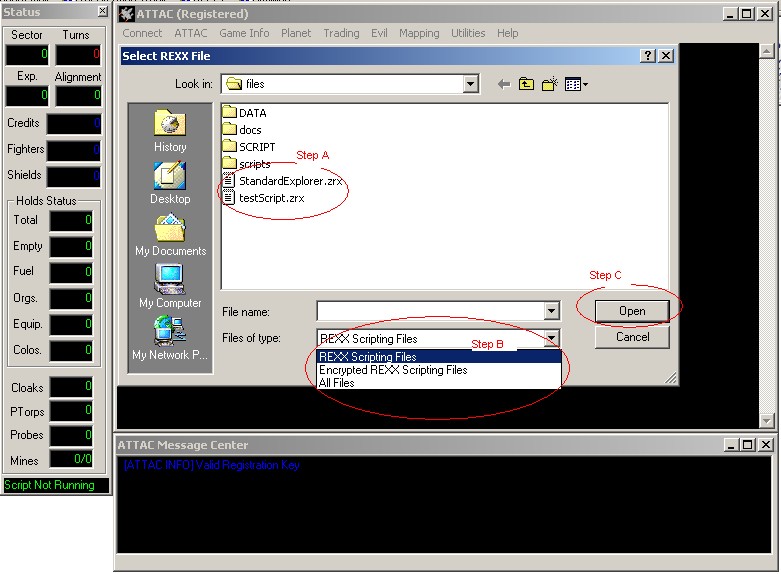 Status
Sector Turns
0 0
Exp. Alignment
0 0
Credits 0
Fighters 0
Shields 0
Holds Status
Total 0
Empty 0
Fuel 0
Orgs. 0
Equip. 0
Colos. 0
Cloaks 0
PTorps 0
Probes 0
Mines 0/0
Script Not Running
ATTAC (Registered)
Connect ATTAC Game Info Planet Trading Evil Mapping Utilities Help
Select REXX File
Look in: files
History
Desktop
My Documents
My Computer
My Network P...
DATA
docs
SCRIPT
scripts
Step A
StandardExplorer.zrx
testScript.zrx
Step C
File name:
Open
Files of type: REXX Scripting Files
Cancel
Step B
REXX Scripting Files
Encrypted REXX Scripting Files
All Files
ATTAC Message Center
[ATTAC INFO] Valid Registration Key